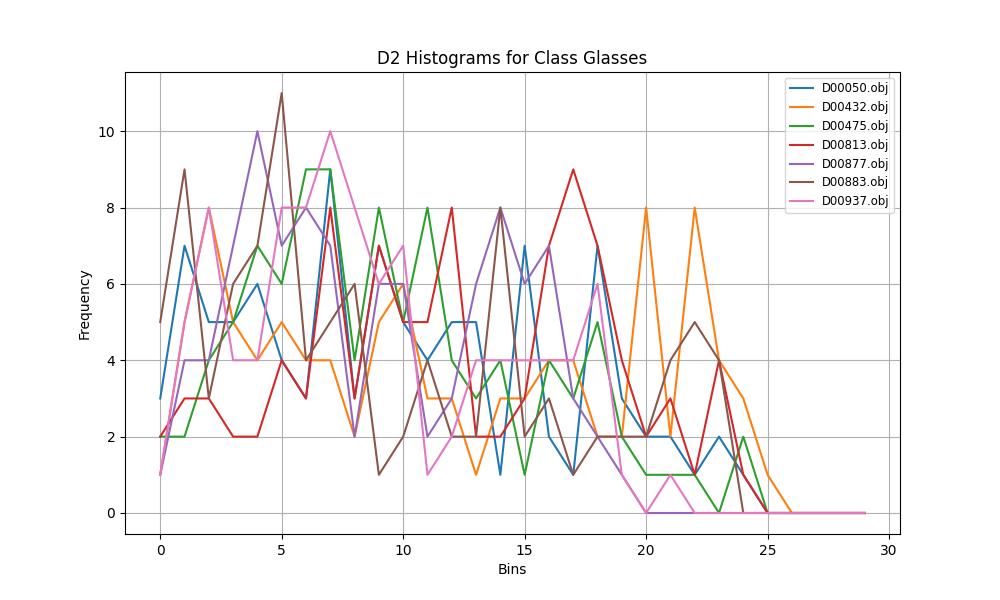 D2 Histograms for Class Glasses
D00050.obj
D00432.obj
D00475.obj
D00813.obj
D00877.obj
D00883.obj
D00937.obj
Frequency
10
8
6
4
2
0
0 5 10 15 20 25 30
Bins